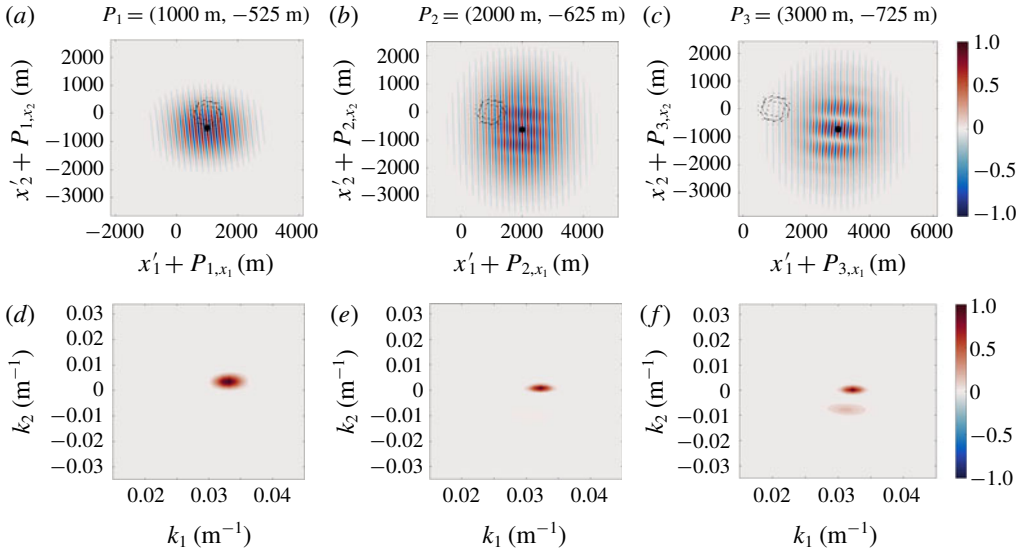 (a) P₁ = (1000 m, −525 m) (b) P₂ = (2000 m, −625 m) (c) P₃ = (3000 m, −725 m)
2000 2000 2000 1.0
1000 1000 1000
0 0 0 0.5
−1000 −1000 −1000 0
−2000 −2000 −2000 −0.5
−3000 −3000 −3000
−1.0
x′₂ + P₁,ₓ₂ (m) x′₂ + P₂,ₓ₂ (m) x′₂ + P₃,ₓ₂ (m)
−2000 0 2000 4000 0 2000 4000 0 2000 4000 6000
x′₁ + P₁,ₓ₁ (m) x′₁ + P₂,ₓ₁ (m) x′₁ + P₃,ₓ₁ (m)
(d) (e) (f)
0.03 0.03 0.03 1.0
0.02 0.02 0.02
0.01 0.01 0.01 0.5
0 0 0 0
−0.01 −0.01 −0.01
−0.02 −0.02 −0.02 −0.5
−0.03 −0.03 −0.03 −1.0
k₂ (m⁻¹) k₂ (m⁻¹) k₂ (m⁻¹)
0.02 0.03 0.04 0.02 0.03 0.04 0.02 0.03 0.04
k₁ (m⁻¹) k₁ (m⁻¹) k₁ (m⁻¹)